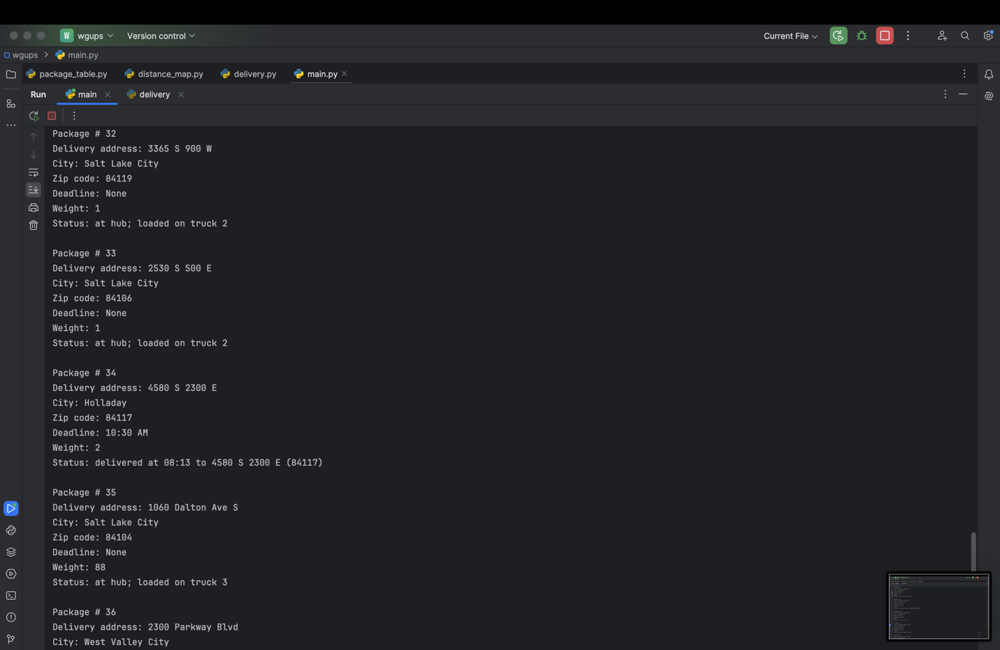 W wgups Version control Current File
wgups main.py
package_table.py distance_map.py delivery.py main.py
Run main delivery
Package # 32
Delivery address: 3365 S 900 W
City: Salt Lake City
Zip code: 84119
Deadline: None
Weight: 1
Status: at hub; loaded on truck 2
Package # 33
Delivery address: 2530 S 500 E
City: Salt Lake City
Zip code: 84106
Deadline: None
Weight: 1
Status: at hub; loaded on truck 2
Package # 34
Delivery address: 4580 S 2300 E
City: Holladay
Zip code: 84117
Deadline: 10:30 AM
Weight: 2
Status: delivered at 08:13 to 4580 S 2300 E (84117)
Package # 35
Delivery address: 1060 Dalton Ave S
City: Salt Lake City
Zip code: 84104
Deadline: None
Weight: 88
Status: at hub; loaded on truck 3
Package # 36
Delivery address: 2300 Parkway Blvd
City: West Valley City